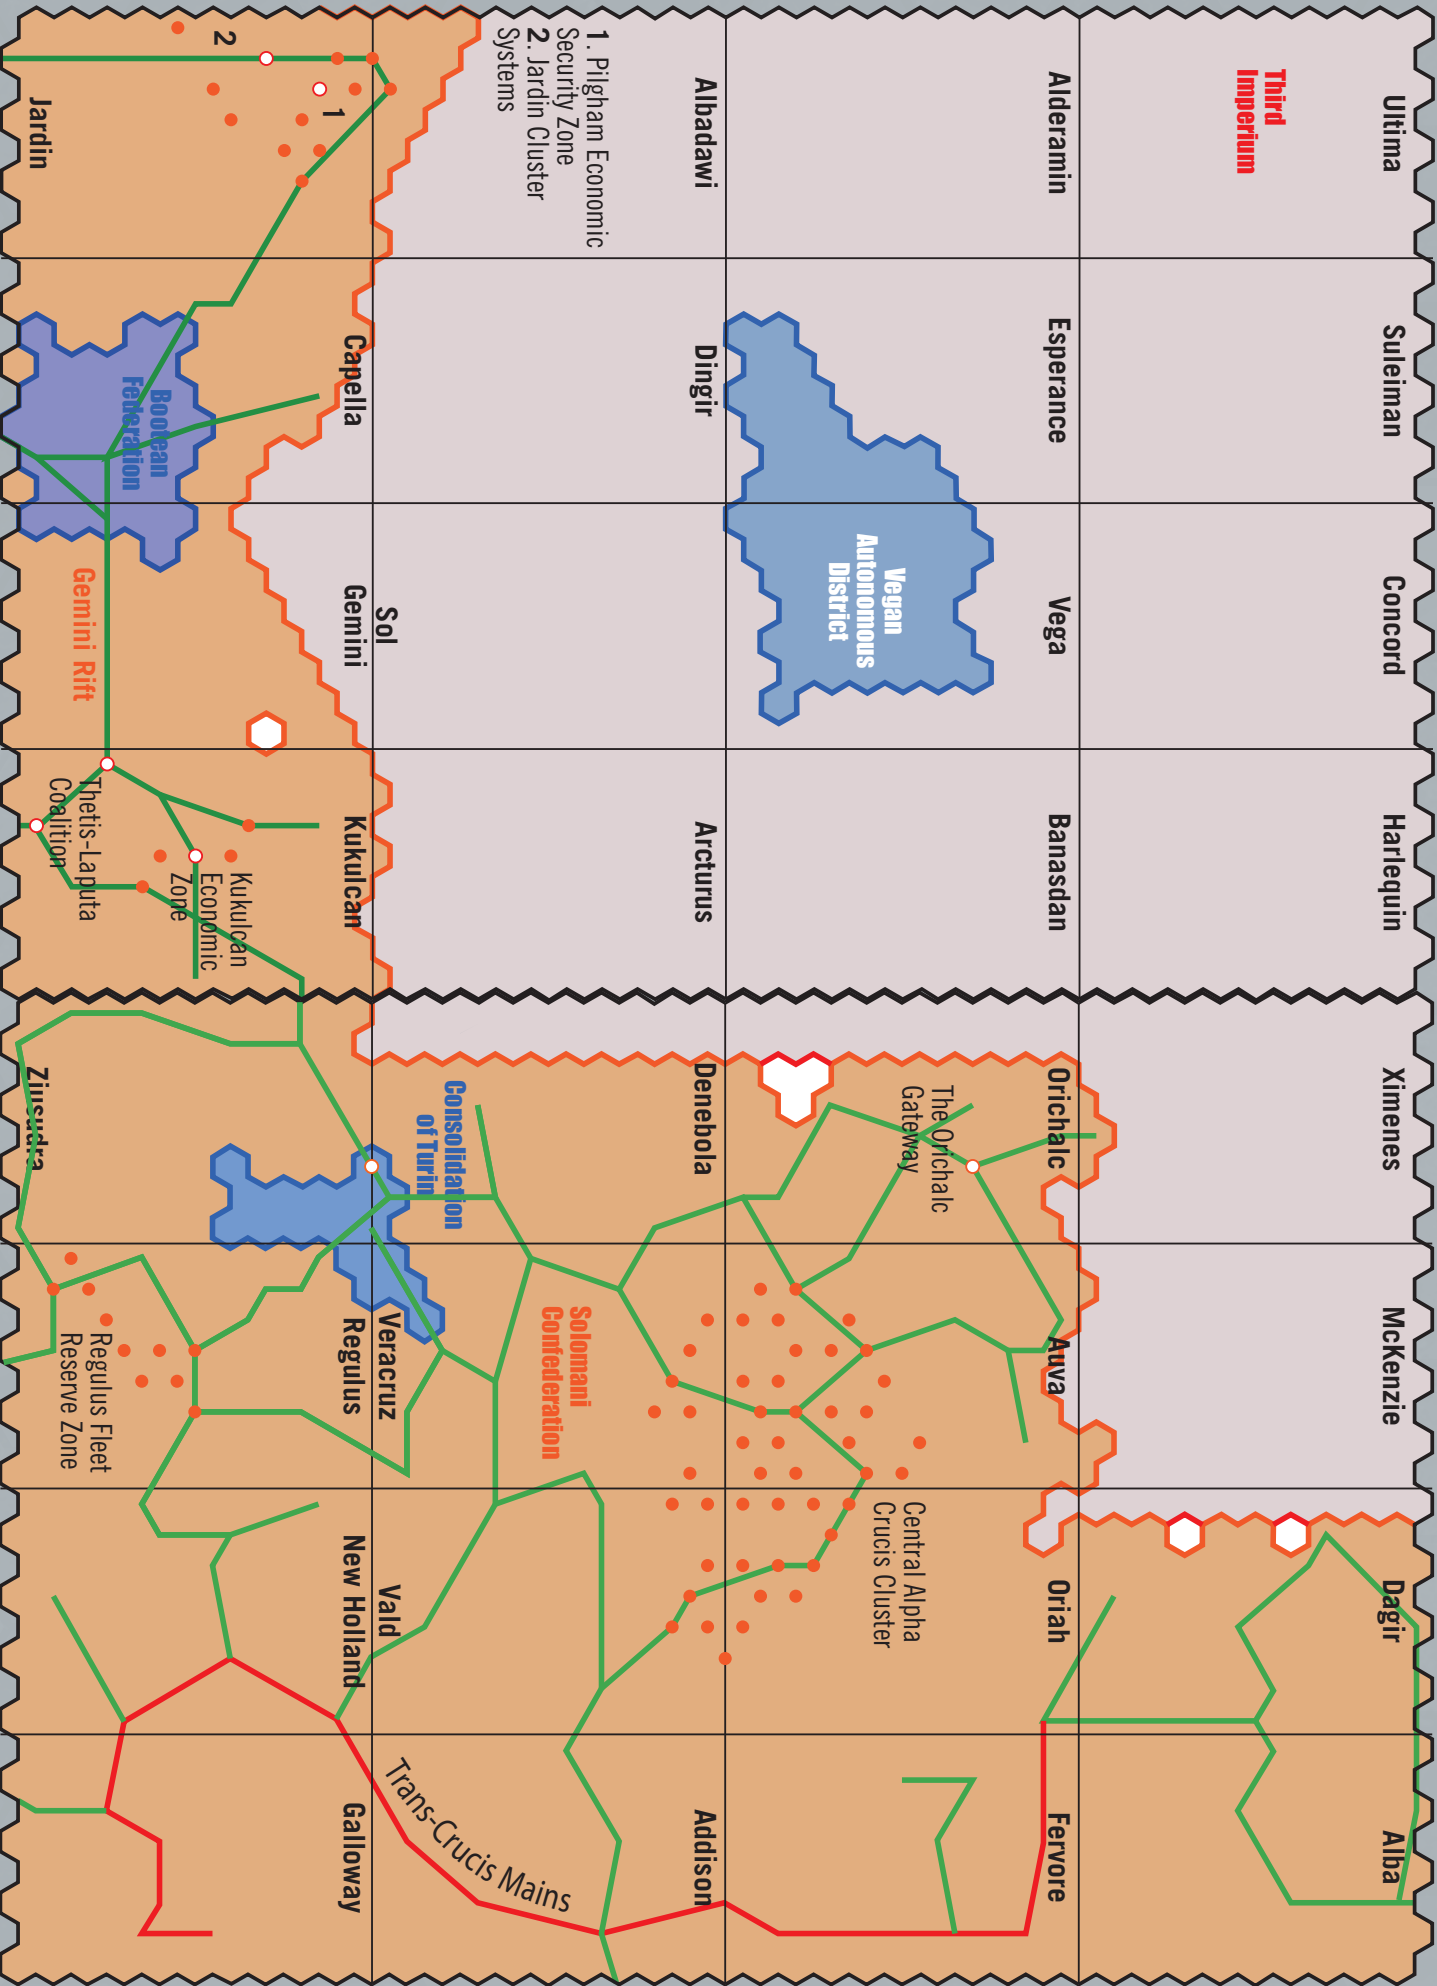 Ultima
Suleiman
Concord
Harlequin
Ximenes
McKenzie
Dagir
Alba
Third
Imperium
Alderamin
Esperance
Vega
Banasdan
Orichalc
Auva
Oriah
Fervore
Vegan
Autonomous
District
The Orichalc
Gateway
Central Alpha
Crucis Cluster
Albadawi
Dingir
Arcturus
Denebola
Addison
1. Pilgham Economic
Security Zone
2. Jardin Cluster
Systems
Solomani
Confederation
Consolidation
of Turin
Trans-Crucis Mains
Sol
Veracruz
Vald
Capella
Gemini
Kukulcan
Regulus
New Holland
Galloway
1
2
Bootean
Federation
Kukulcan
Economic
Zone
Gemini Rift
Thetis-Laputa
Coalition
Regulus Fleet
Reserve Zone
Jardin
Ziusudra